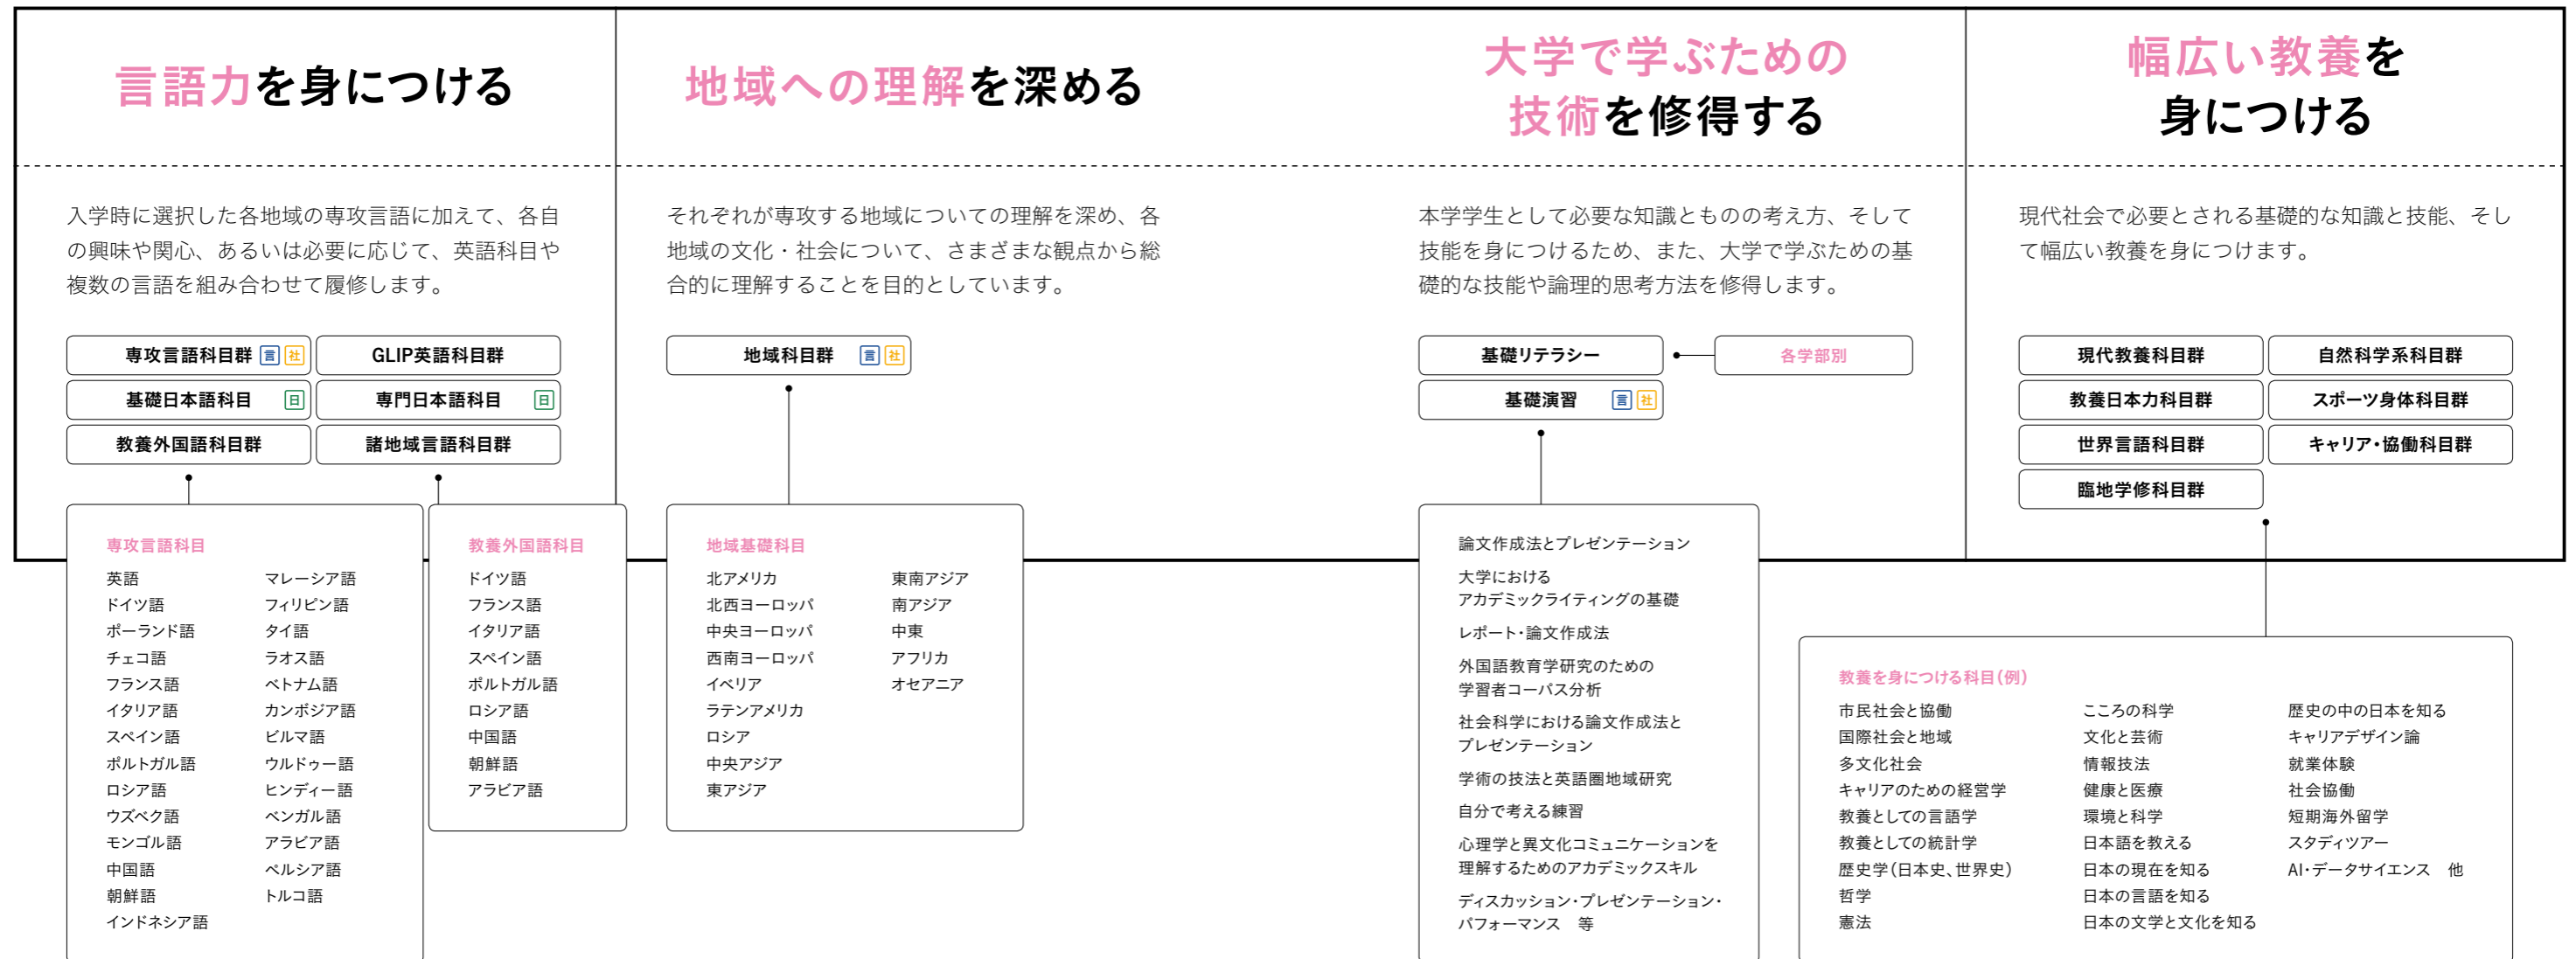 言語力を身につける
入学時に選択した各地域の専攻言語に加えて、各自
の興味や関心、あるいは必要に応じて、英語科目や
複数の言語を組み合わせて履修します。
専攻言語科目群 言 社
GLIP英語科目群
基礎日本語科目 日
専門日本語科目 日
教養外国語科目群
諸地域言語科目群
専攻言語科目
英語
ドイツ語
ポーランド語
チェコ語
フランス語
イタリア語
スペイン語
ポルトガル語
ロシア語
ウズベク語
モンゴル語
中国語
朝鮮語
インドネシア語
マレーシア語
フィリピン語
タイ語
ラオス語
ベトナム語
カンボジア語
ビルマ語
ウルドゥー語
ヒンディー語
ベンガル語
アラビア語
ペルシア語
トルコ語
教養外国語科目
ドイツ語
フランス語
イタリア語
スペイン語
ポルトガル語
ロシア語
中国語
朝鮮語
アラビア語
地域への理解を深める
それぞれが専攻する地域についての理解を深め、各
地域の文化・社会について、さまざまな観点から総
合的に理解することを目的としています。
地域科目群 言 社
地域基礎科目
北アメリカ
北西ヨーロッパ
中央ヨーロッパ
西南ヨーロッパ
イベリア
ラテンアメリカ
ロシア
中央アジア
東アジア
東南アジア
南アジア
中東
アフリカ
オセアニア
大学で学ぶための
技術を修得する
本学学生として必要な知識とものの考え方、そして
技能を身につけるため、また、大学で学ぶための基
礎的な技能や論理的思考方法を修得します。
基礎リテラシー
各学部別
基礎演習 言 社
論文作成法とプレゼンテーション
大学における
アカデミックライティングの基礎
レポート・論文作成法
外国語教育学研究のための
学習者コーパス分析
社会科学における論文作成法と
プレゼンテーション
学術の技法と英語圏地域研究
自分で考える練習
心理学と異文化コミュニケーションを
理解するためのアカデミックスキル
ディスカッション・プレゼンテーション・
パフォーマンス　等
幅広い教養を
身につける
現代社会で必要とされる基礎的な知識と技能、そし
て幅広い教養を身につけます。
現代教養科目群
自然科学系科目群
教養日本力科目群
スポーツ身体科目群
世界言語科目群
キャリア・協働科目群
臨地学修科目群
教養を身につける科目（例）
市民社会と協働
国際社会と地域
多文化社会
キャリアのための経営学
教養としての言語学
教養としての統計学
歴史学（日本史、世界史）
哲学
憲法
こころの科学
文化と芸術
情報技法
健康と医療
環境と科学
日本語を教える
日本の現在を知る
日本の言語を知る
日本の文学と文化を知る
歴史の中の日本を知る
キャリアデザイン論
就業体験
社会協働
短期海外留学
スタディツアー
AI・データサイエンス　他